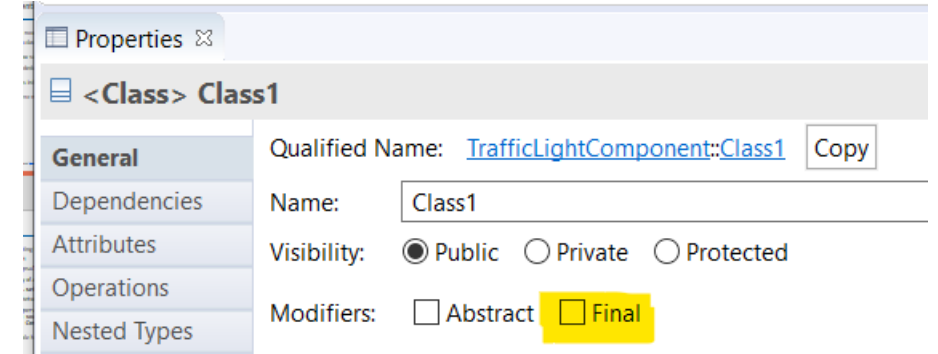 Properties
<Class> Class1
General
Dependencies
Attributes
Operations
Nested Types
Qualified Name: TrafficLightComponent::Class1 Copy
Name: Class1
Visibility: Public Private Protected
Modifiers: Abstract Final